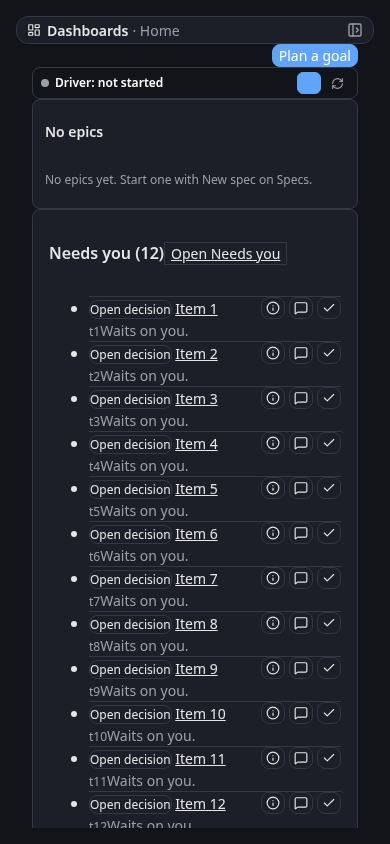 Dashboards · Home
Plan a goal
Driver: not started
No epics
No epics yet. Start one with New spec on Specs.
Needs you (12) Open Needs you
Open decision Item 1
t1Waits on you.
Open decision Item 2
t2Waits on you.
Open decision Item 3
t3Waits on you.
Open decision Item 4
t4Waits on you.
Open decision Item 5
t5Waits on you.
Open decision Item 6
t6Waits on you.
Open decision Item 7
t7Waits on you.
Open decision Item 8
t8Waits on you.
Open decision Item 9
t9Waits on you.
Open decision Item 10
t10Waits on you.
Open decision Item 11
t11Waits on you.
Open decision Item 12
t12Waits on you.